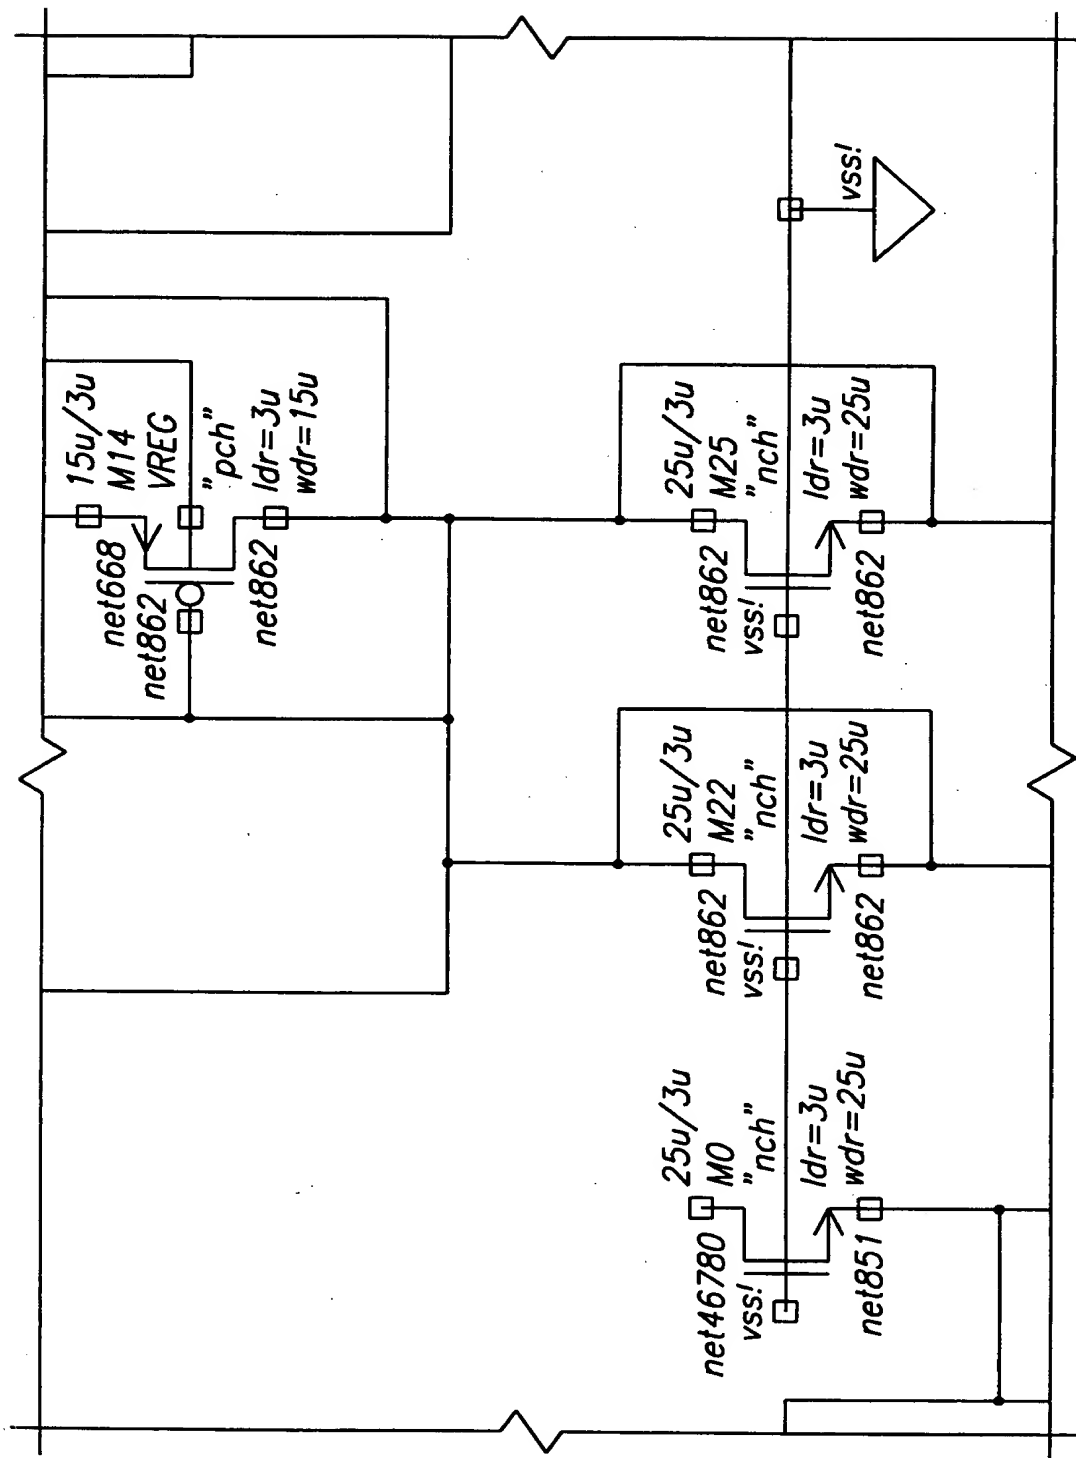 15u/3u
M14
VREG
"pch"
ldr=3u
wdr=15u
net668
net862
net862
vss!
25u/3u
M25
"nch"
ldr=3u
wdr=25u
net862
vss!
net862
25u/3u
M22
"nch"
ldr=3u
wdr=25u
net862
vss!
net862
25u/3u
M0
"nch"
ldr=3u
wdr=25u
net46780
vss!
net851